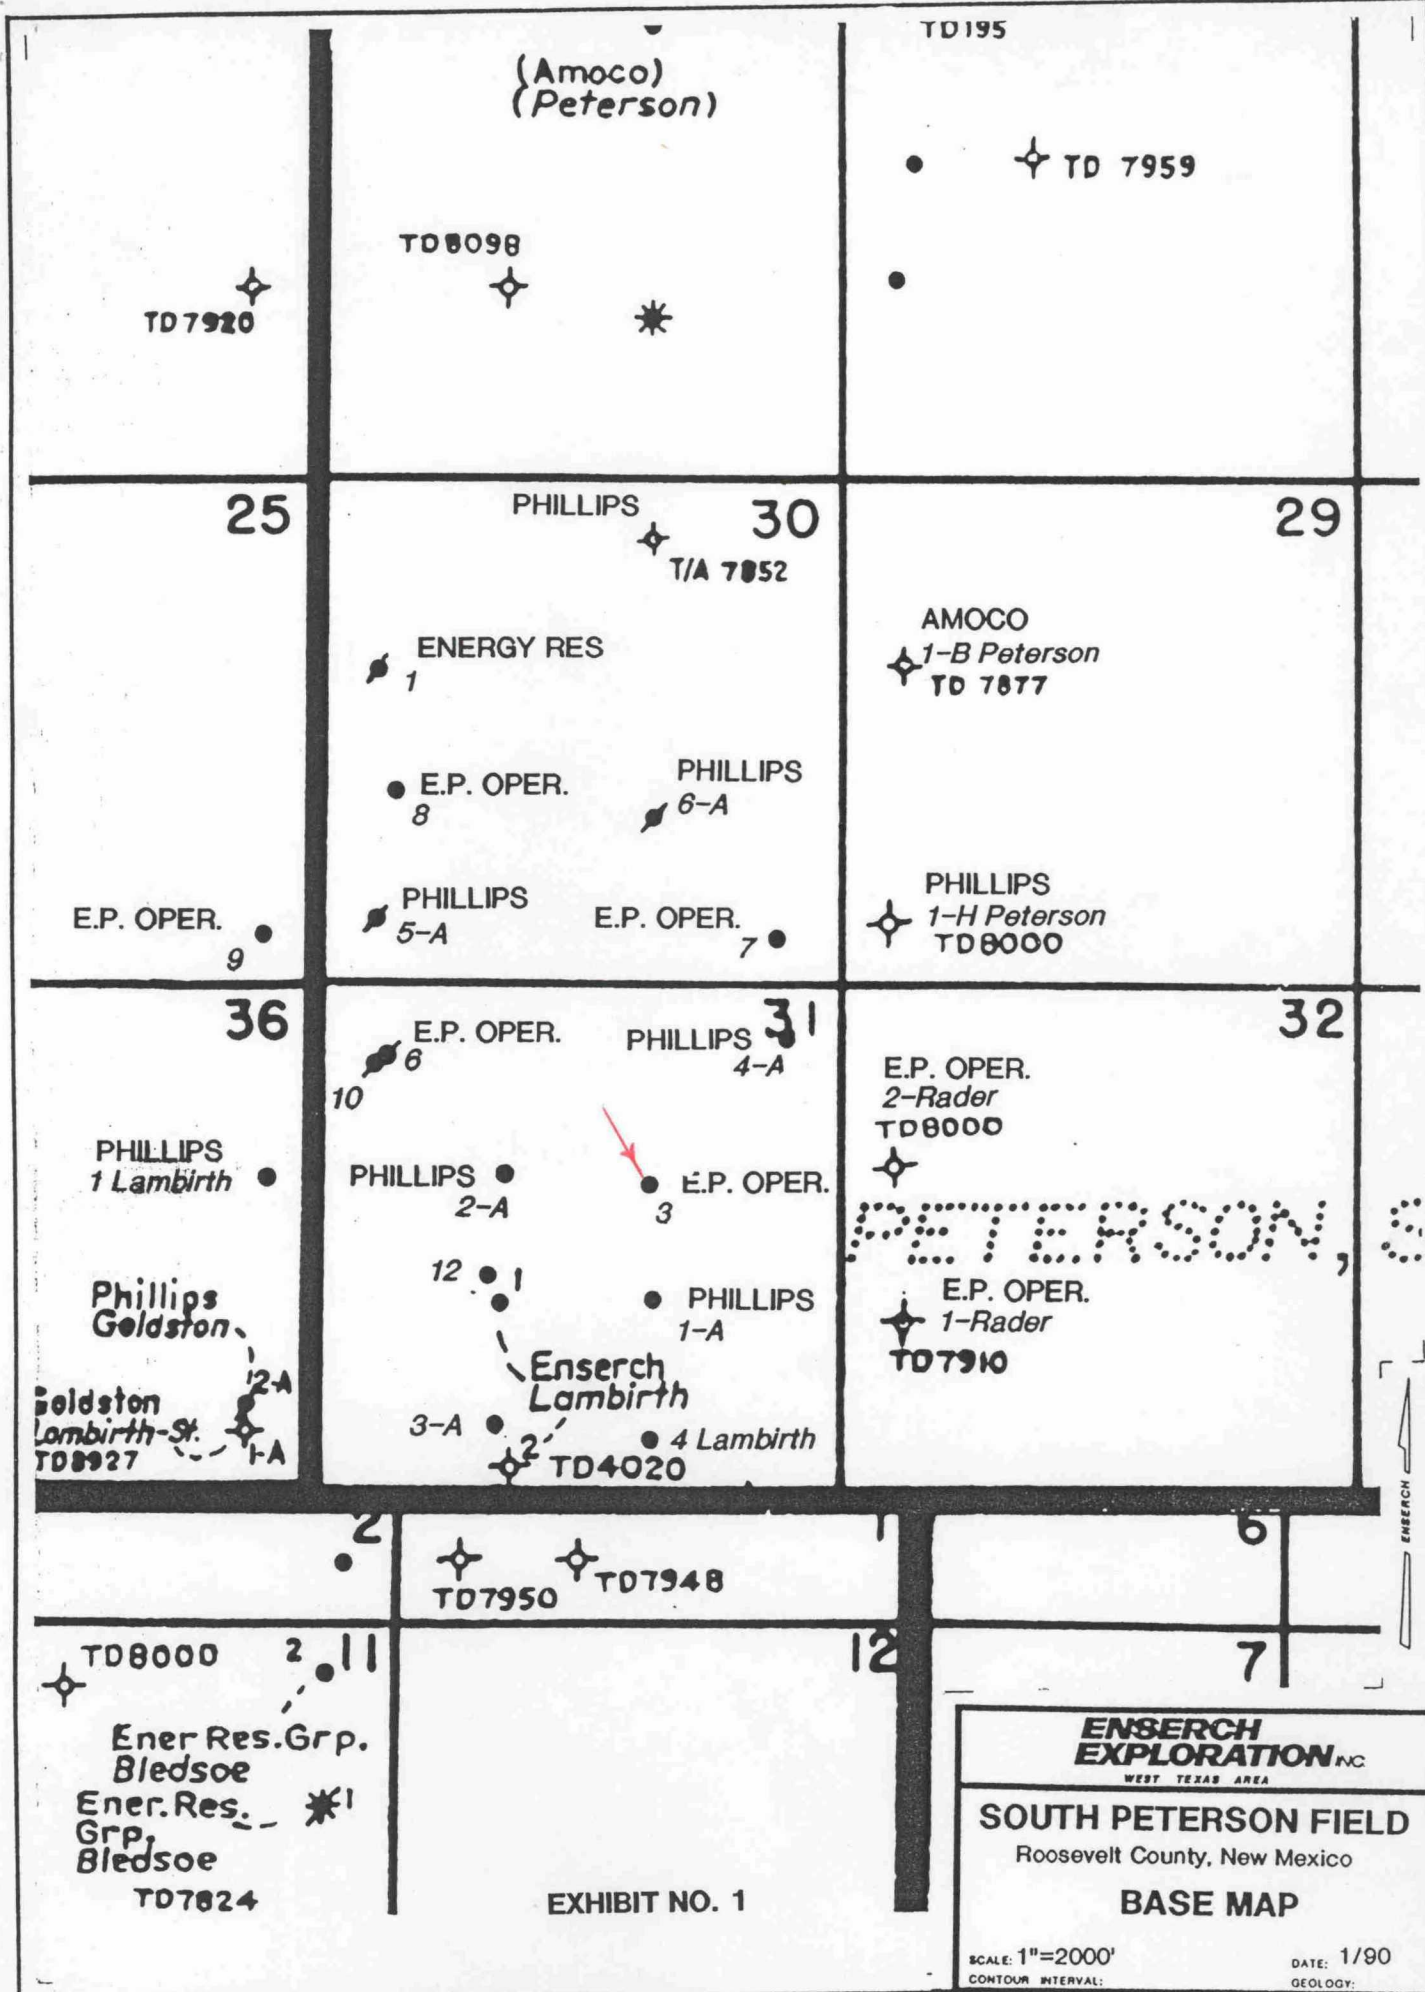 TD195
(Amoco)
(Peterson)
TD 7959
TD8098
TD7920
25
PHILLIPS
30
29
T/A 7852
AMOCO
1-B Peterson
TD 7877
ENERGY RES
1
E.P. OPER.
8
PHILLIPS
6-A
PHILLIPS
5-A
E.P. OPER.
9
E.P. OPER.
7
PHILLIPS
1-H Peterson
TD8000
36
31
32
E.P. OPER.
6
10
PHILLIPS
4-A
E.P. OPER.
2-Rader
TD8000
PHILLIPS
1 Lambirth
PHILLIPS
2-A
E.P. OPER.
3
PETERSON, S
12
1
PHILLIPS
1-A
E.P. OPER.
1-Rader
TD7910
Phillips
Goldston
2-A
Goldston
Lambirth-St.
1-A
TD8927
Enserch
Lambirth
3-A
2
TD4020
4 Lambirth
ENSERCH
2
1
6
TD7950
TD7948
TD8000
2
11
12
7
Ener Res. Grp.
Bledsoe
Ener. Res.
Grp.
Bledsoe
1
TD7824
EXHIBIT NO. 1
ENSERCH
EXPLORATION INC
WEST TEXAS AREA
SOUTH PETERSON FIELD
Roosevelt County, New Mexico
BASE MAP
SCALE: 1"=2000'
DATE: 1/90
CONTOUR INTERVAL:
GEOLOGY: